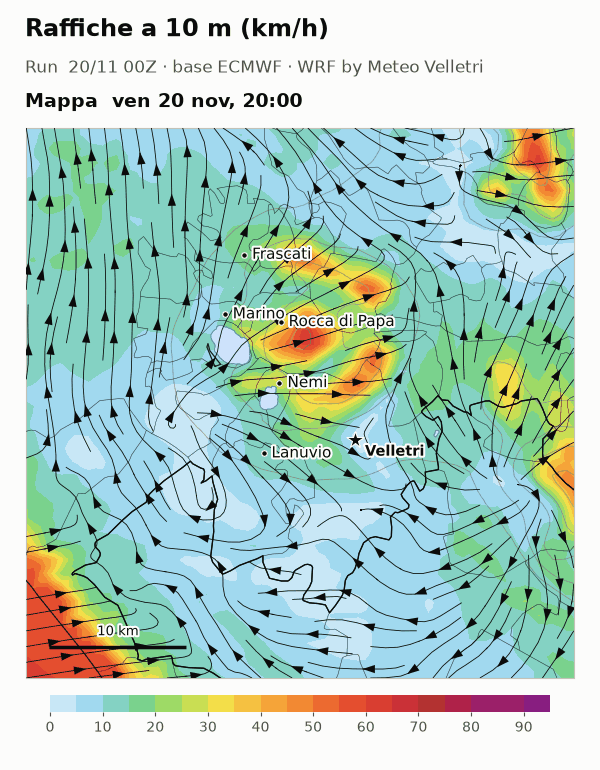 Raffiche a 10 m (km/h)
Run 20/11 00Z · base ECMWF · WRF by Meteo Velletri
Mappa ven 20 nov, 20:00
Frascati
Marino
Rocca di Papa
Nemi
Velletri
Lanuvio
10 km
0 10 20 30 40 50 60 70 80 90